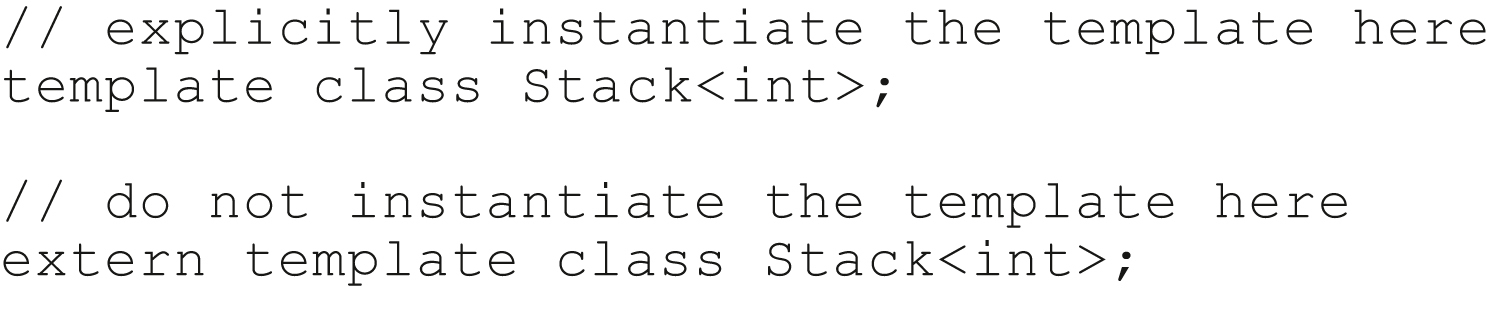 // explicitly instantiate the template here
template class Stack<int>;
// do not instantiate the template here
extern template class Stack<int>;